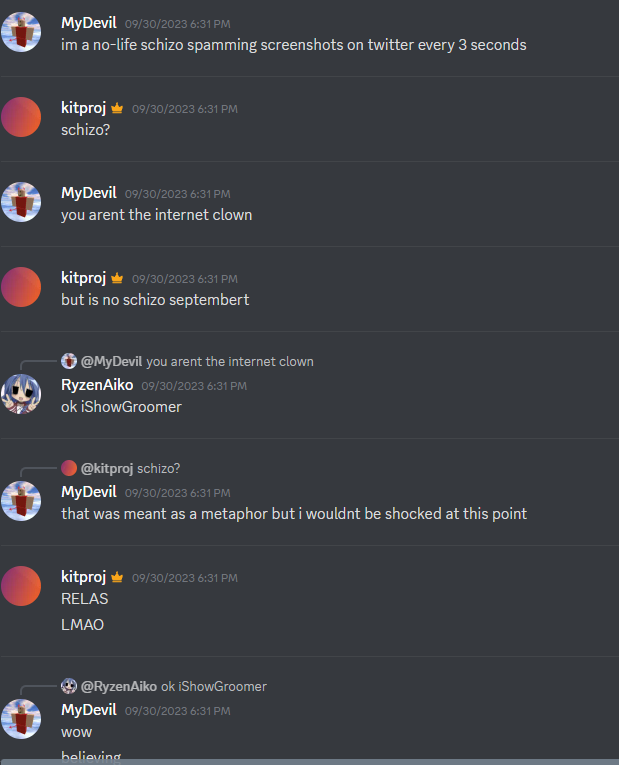 MyDevil 09/30/2023 6:31 PM
im a no-life schizo spamming screenshots on twitter every 3 seconds
kitproj 09/30/2023 6:31 PM
schizo?
MyDevil 09/30/2023 6:31 PM
you arent the internet clown
kitproj 09/30/2023 6:31 PM
but is no schizo septembert
@MyDevil you arent the internet clown
RyzenAiko 09/30/2023 6:31 PM
ok iShowGroomer
@kitproj schizo?
MyDevil 09/30/2023 6:31 PM
that was meant as a metaphor but i wouldnt be shocked at this point
kitproj 09/30/2023 6:31 PM
RELAS
LMAO
@RyzenAiko ok iShowGroomer
MyDevil 09/30/2023 6:31 PM
wow
believing